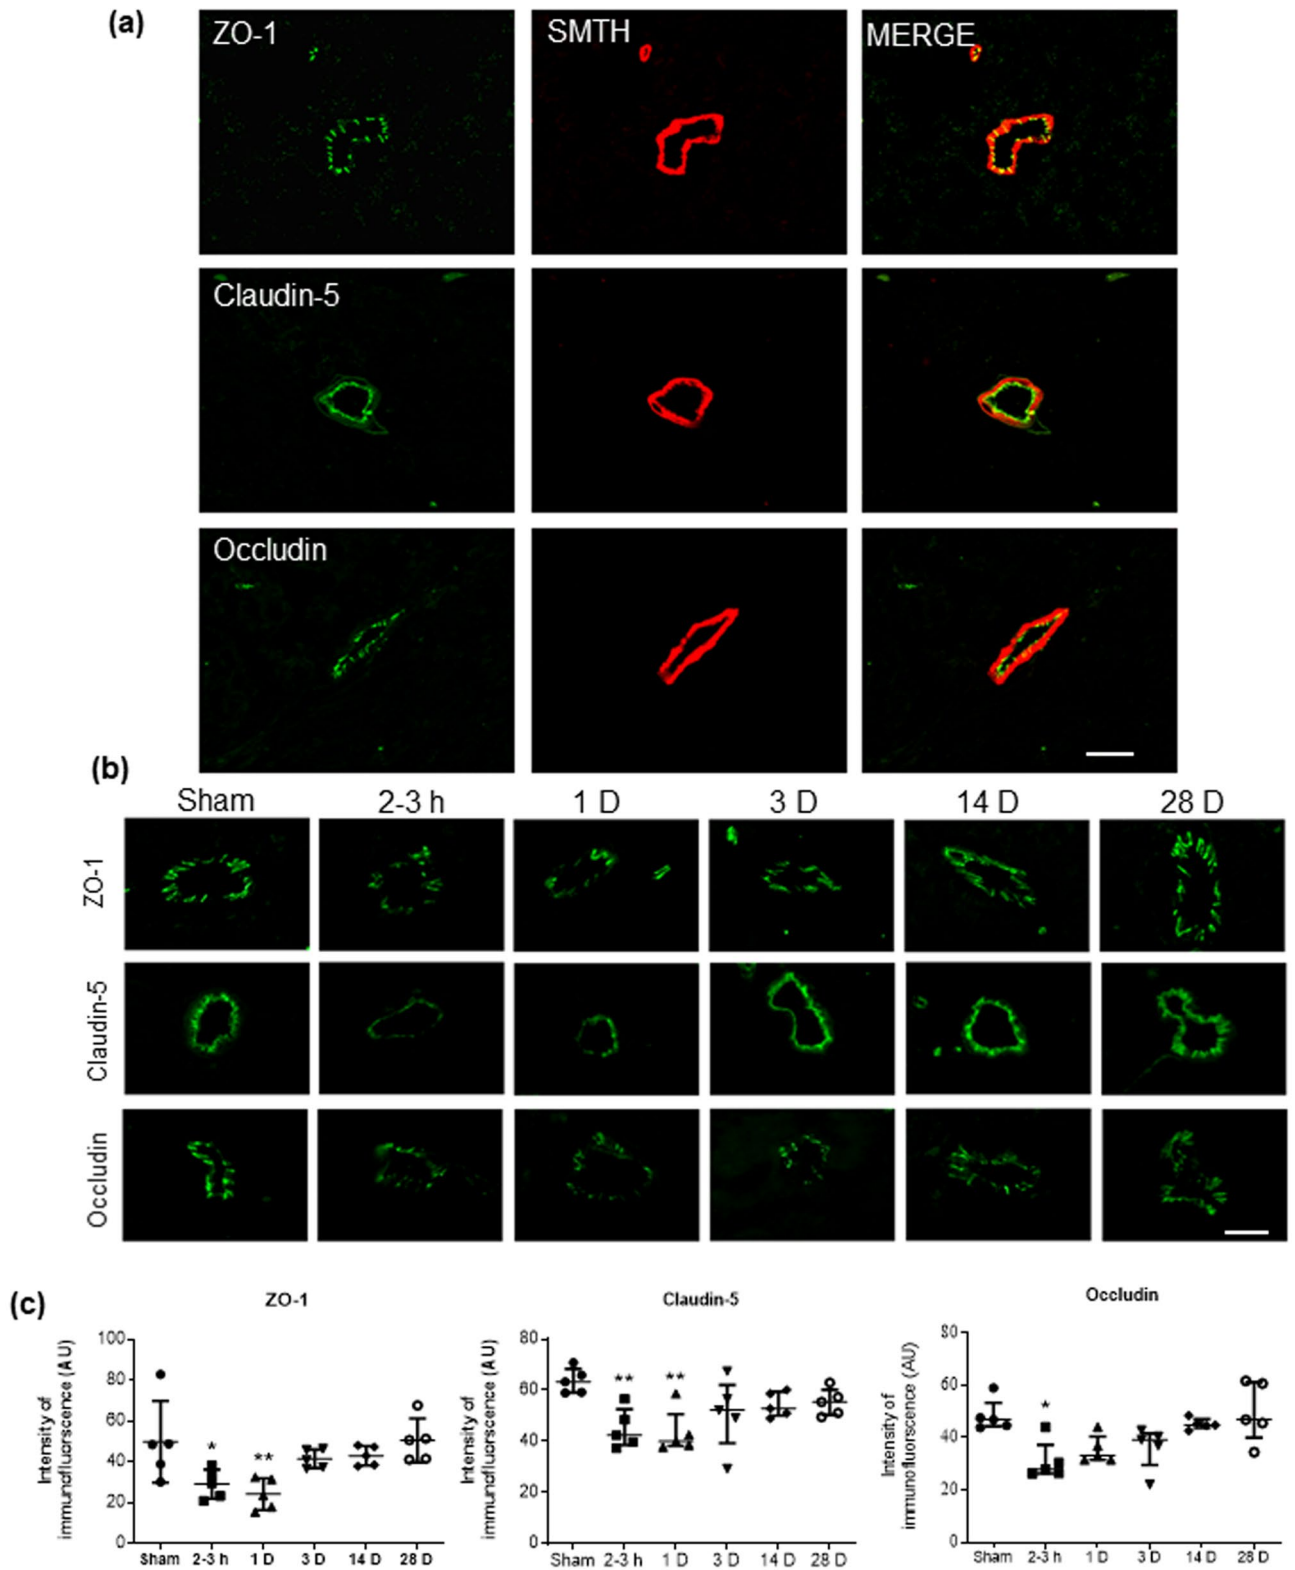 (a)
ZO-1 SMTH MERGE
Claudin-5
Occludin
(b)
Sham 2-3 h 1 D 3 D 14 D 28 D
ZO-1
Claudin-5
Occludin
(c)
ZO-1
Intensity of
immunofluorescence (AU)
100
80
60
40
20
0
* **
Sham 2-3 h 1 D 3 D 14 D 28 D
Claudin-5
Intensity of
immunofluorescence (AU)
80
60
40
20
0
** **
Sham 2-3 h 1 D 3 D 14 D 28 D
Occludin
Intensity of
immunofluorescence (AU)
80
60
40
20
0
*
Sham 2-3 h 1 D 3 D 14 D 28 D